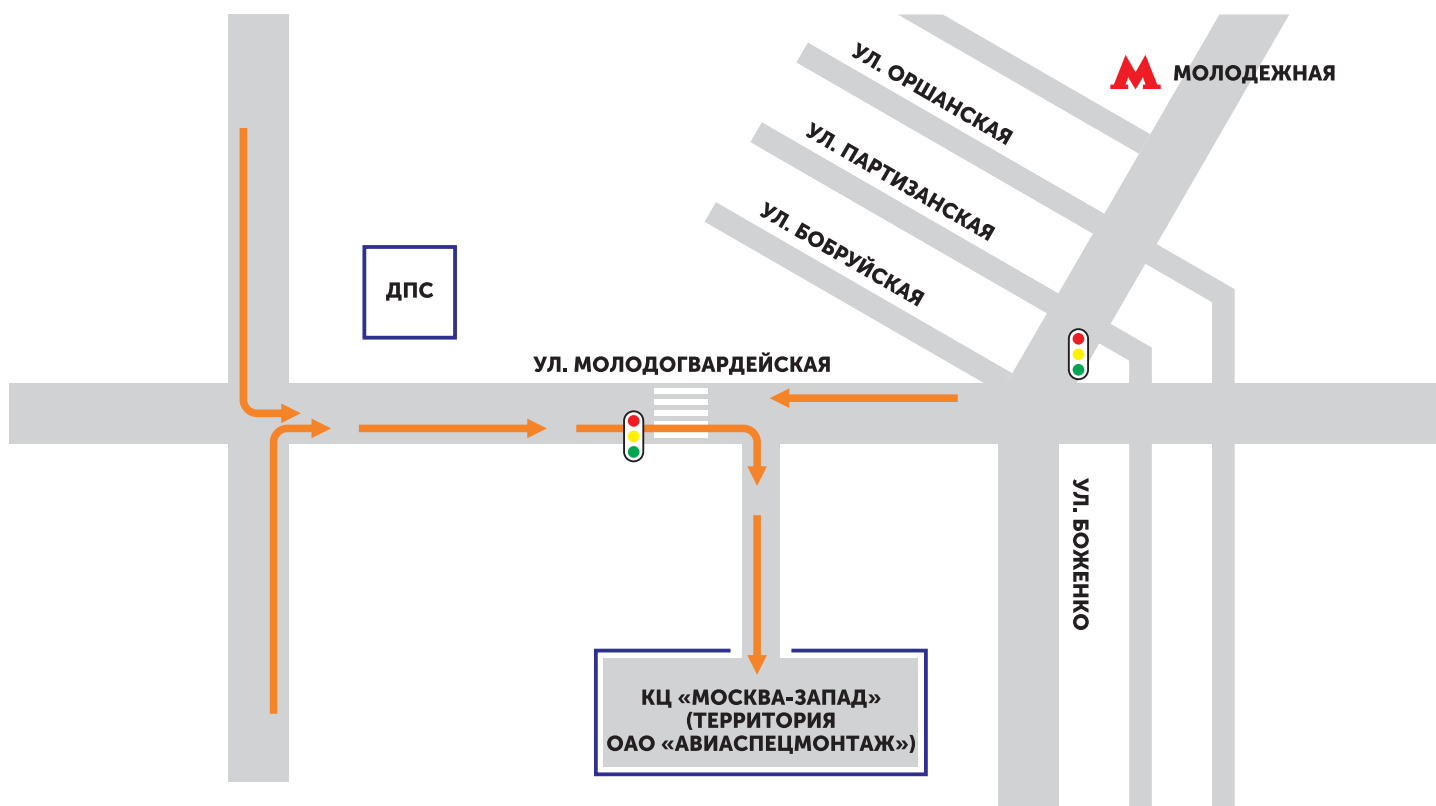 УЛ. ОРШАНСКАЯ
МОЛОДЕЖНАЯ
УЛ. ПАРТИЗАНСКАЯ
УЛ. БОБРУЙСКАЯ
ДПС
УЛ. МОЛОДОГВАРДЕЙСКАЯ
УЛ. БОЖЕНКО
КЦ «МОСКВА-ЗАПАД»
(ТЕРРИТОРИЯ
ОАО «АВИАСПЕЦМОНТАЖ»)